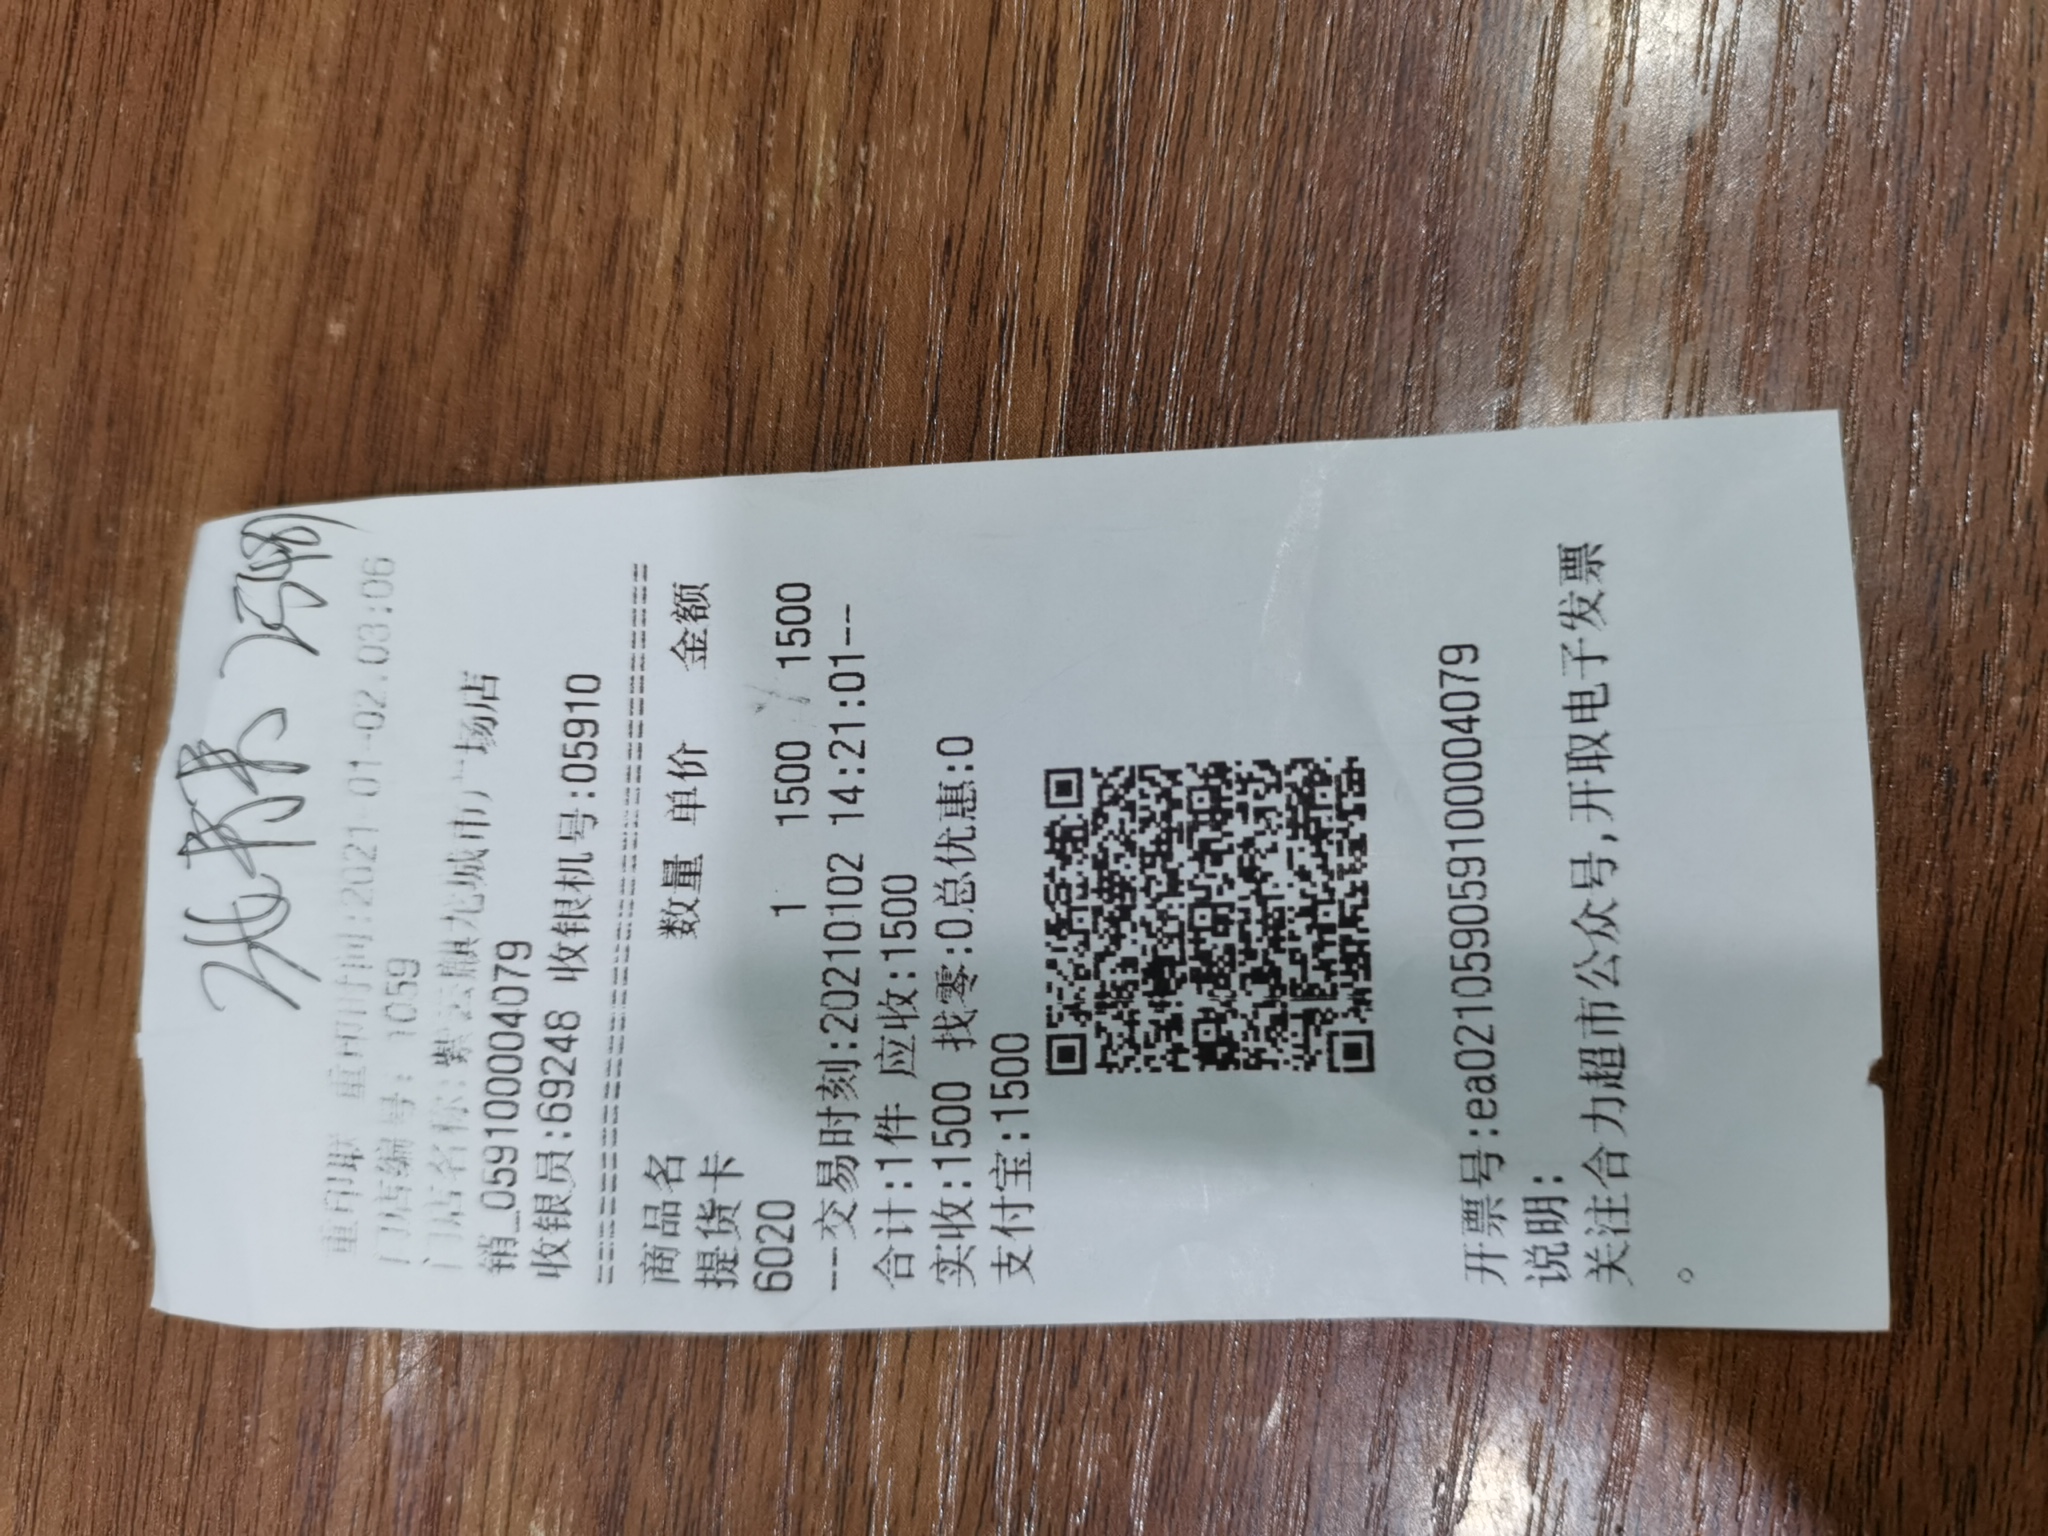 重印联 重印时间:2021-01-02.03:06
门店编号: 1059
门店名称:紫云麒龙城市广场店
销_0591000004079
收银员:69248 收银机号:05910
商品名 数量 单价 金额
提货卡
6020 1 1500 1500
--交易时刻:20210102 14:21:01--
合计:1件 应收:1500
实收:1500 找零:0总优惠:0
支付宝:1500
开票号:ea0210590591000004079
说明:
关注合力超市公众号,开取电子发票
。